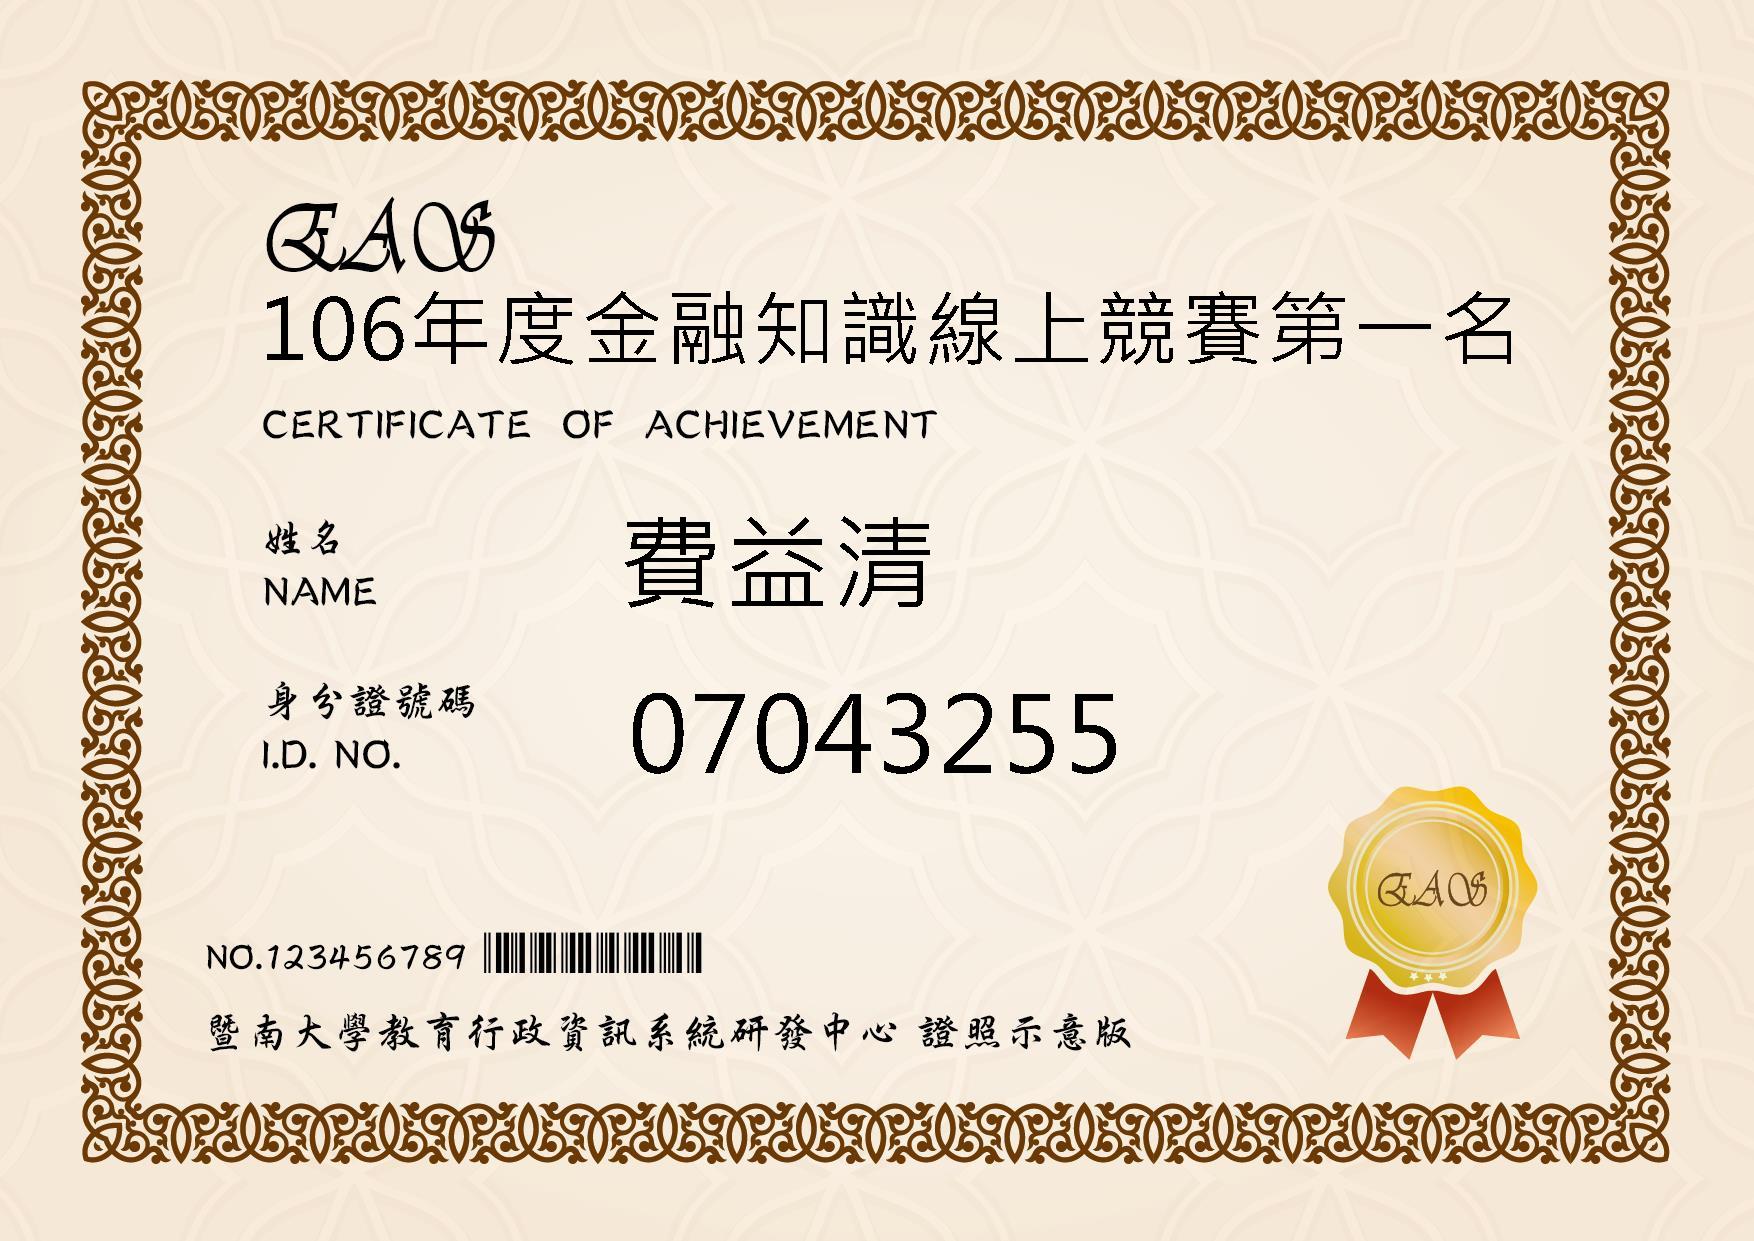 EAS
106年度金融知識線上競賽第一名
CERTIFICATE OF ACHIEVEMENT
姓名
NAME
費益清
身分證號碼
I.D. NO.
07043255
EAS
NO.123456789
暨南大學教育行政資訊系統研發中心 證照示意版